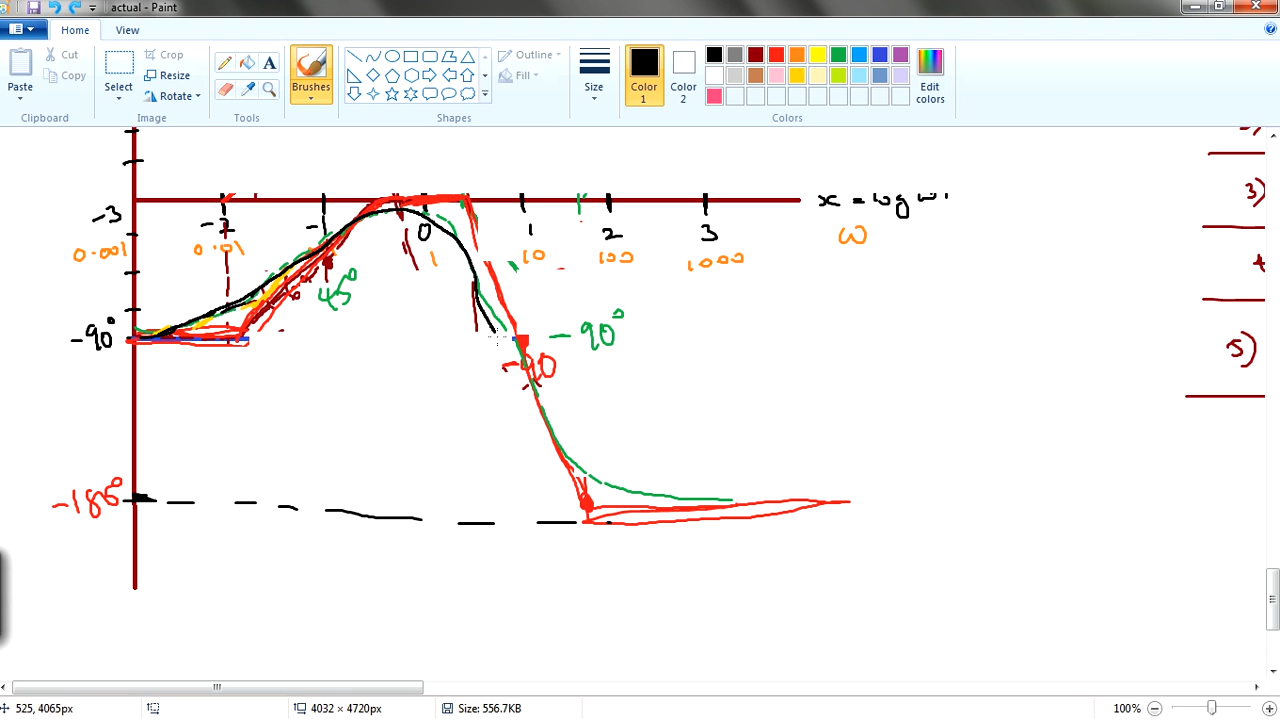 actual - Paint
Home View
Paste
Cut
Copy
Clipboard
Select
Crop
Resize
Rotate
Image
A
Tools
Brushes
Outline
Fill
Shapes
Size
Color 1
Color 2
Edit colors
Colors
3)
5)
-3 -2 -1 0 1 2 3 x = log w
0.001 0.01 1 10 100 1000 ω
45°
-90° -90°
-90
-180°
525, 4065px
4032 × 4720px
Size: 556.7KB
100%